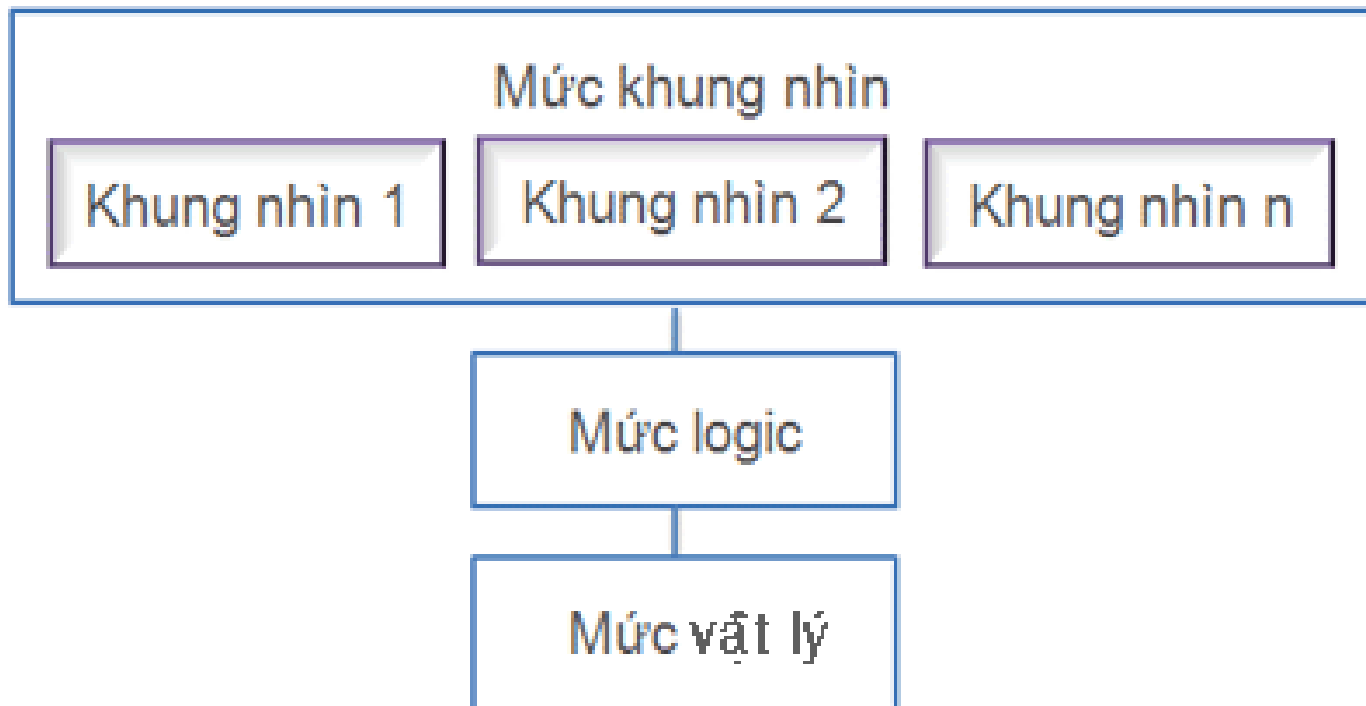 Mức khung nhìn
Khung nhìn 1
Khung nhìn 2
Khung nhìn n
Mức logic
Mức vật lý